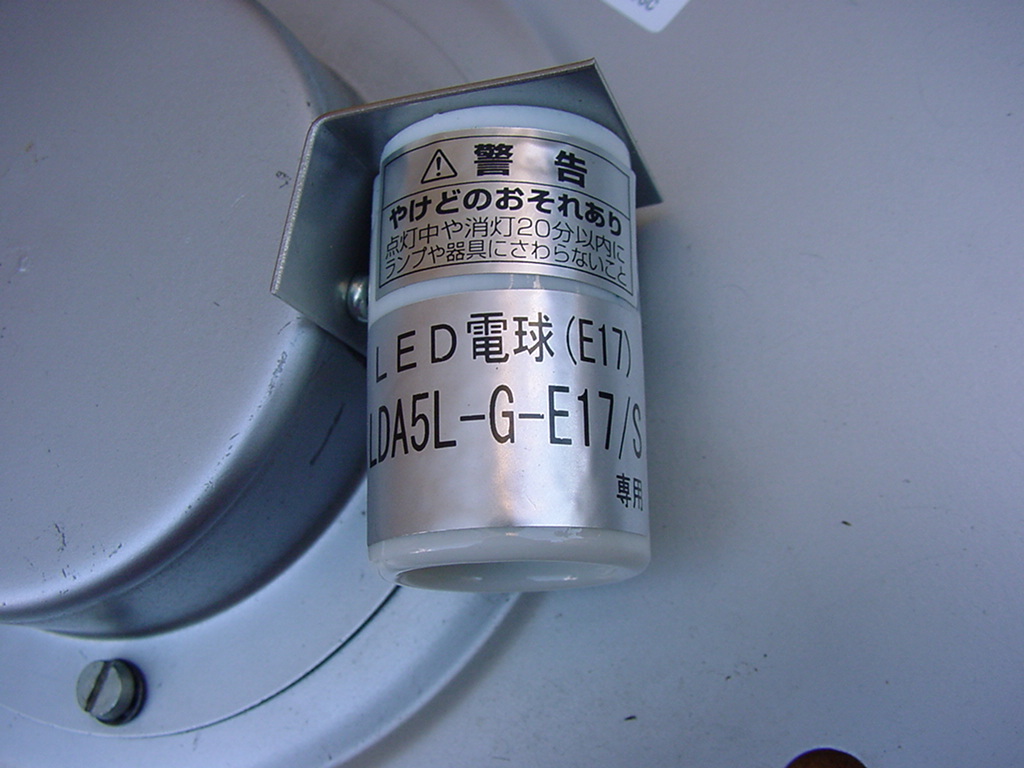 ⚠ 警告
やけどのおそれあり
点灯中や消灯20分以内に
ランプや器具にさわらないこと
LED電球(E17)
LDA5L-G-E17/S
専用